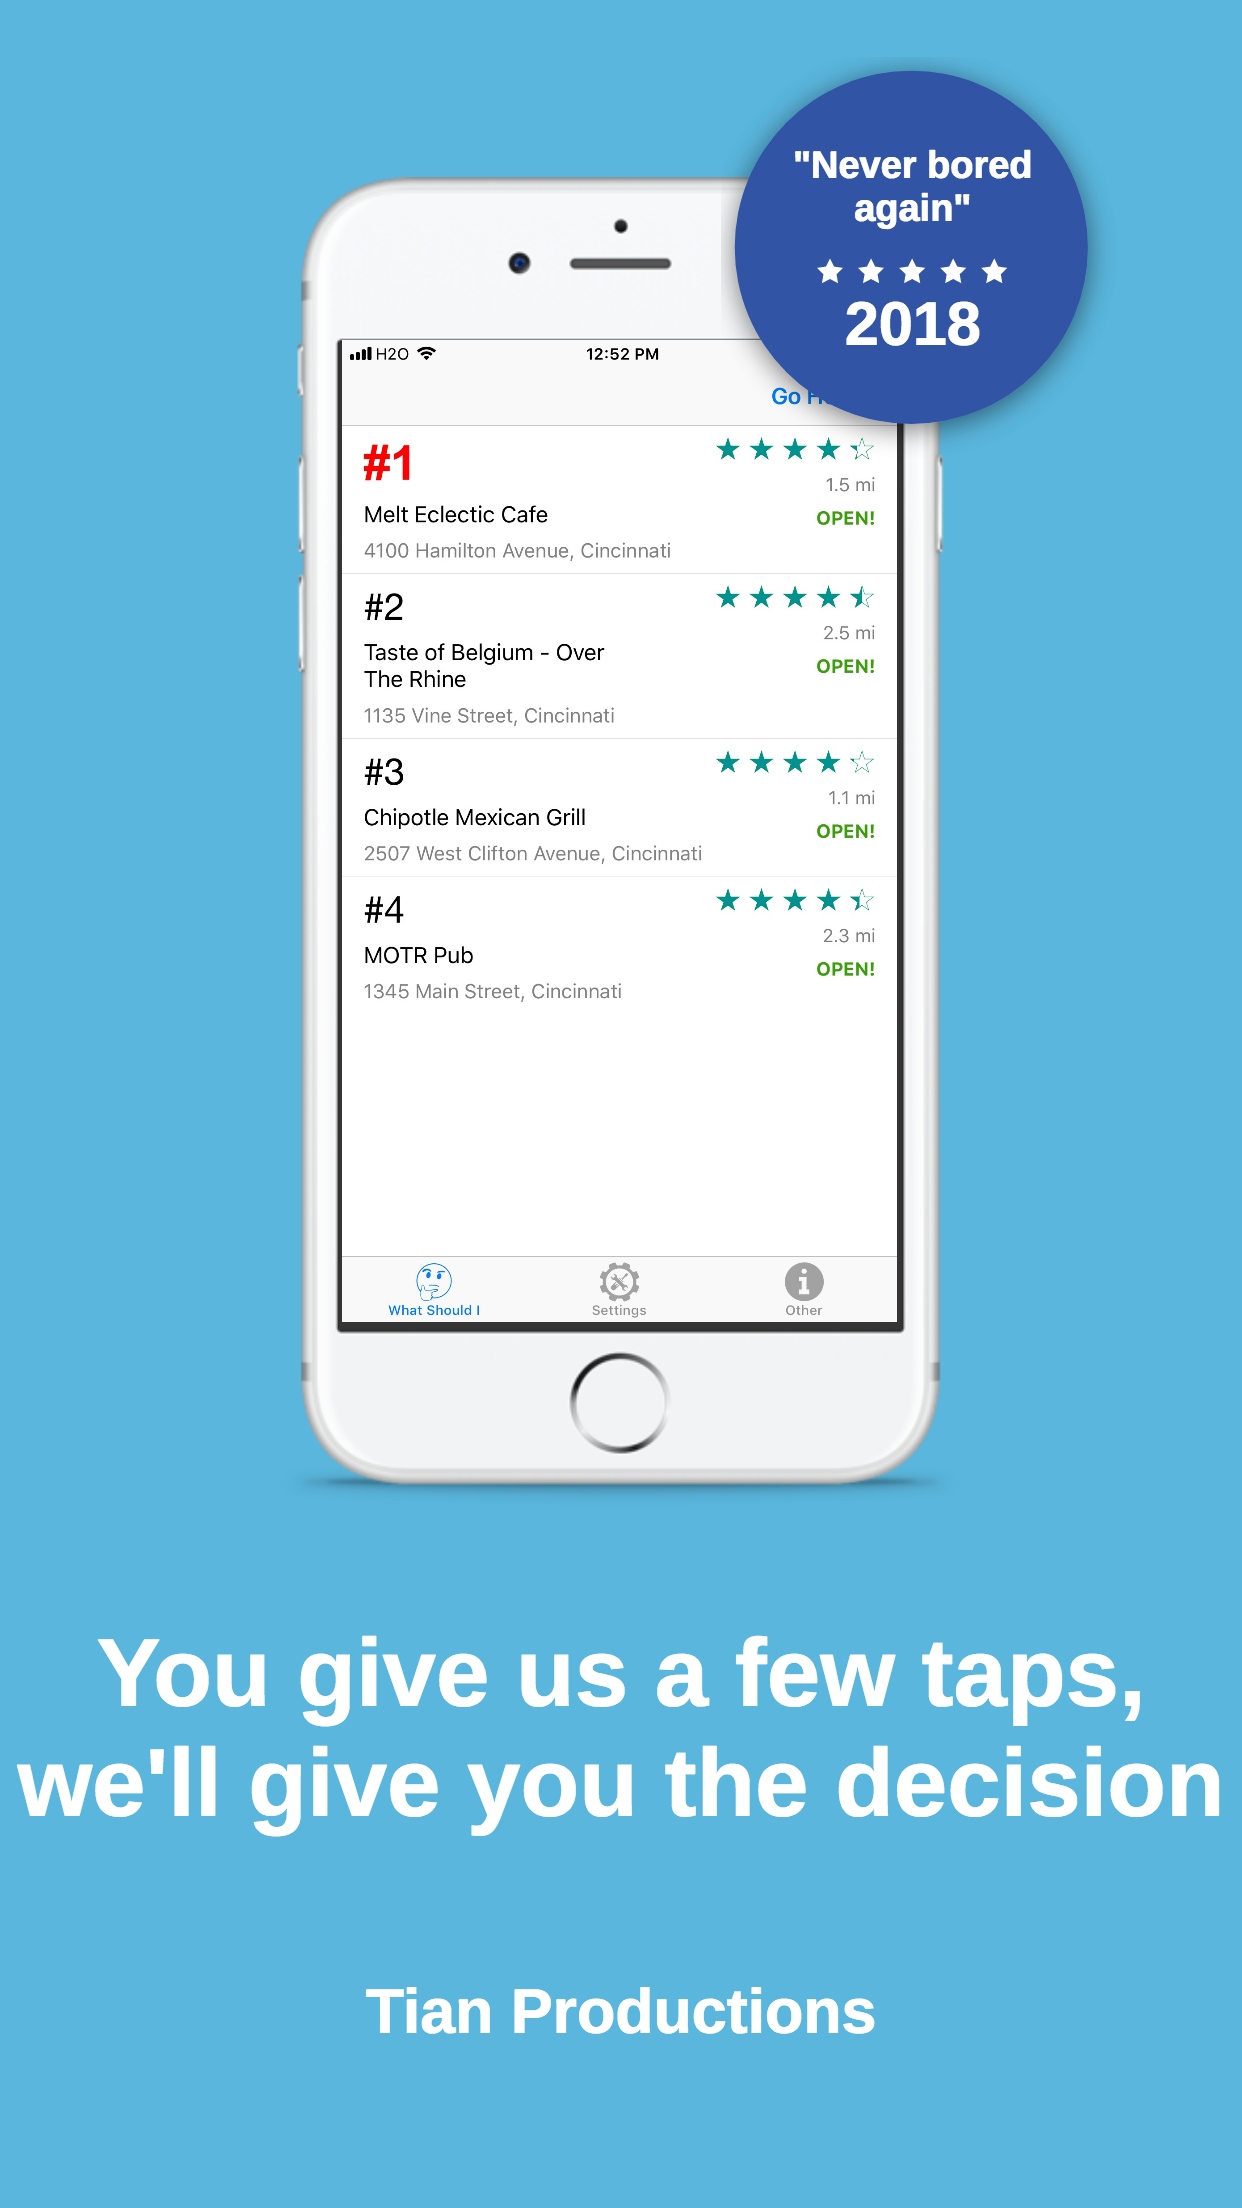 "Never bored
again"
2018
H2O
12:52 PM
Go
#1
Melt Eclectic Cafe
1.5 mi
OPEN!
4100 Hamilton Avenue, Cincinnati
#2
Taste of Belgium - Over
The Rhine
2.5 mi
OPEN!
1135 Vine Street, Cincinnati
#3
Chipotle Mexican Grill
1.1 mi
OPEN!
2507 West Clifton Avenue, Cincinnati
#4
MOTR Pub
2.3 mi
OPEN!
1345 Main Street, Cincinnati
What Should I
Settings
Other
You give us a few taps,
we'll give you the decision
Tian Productions